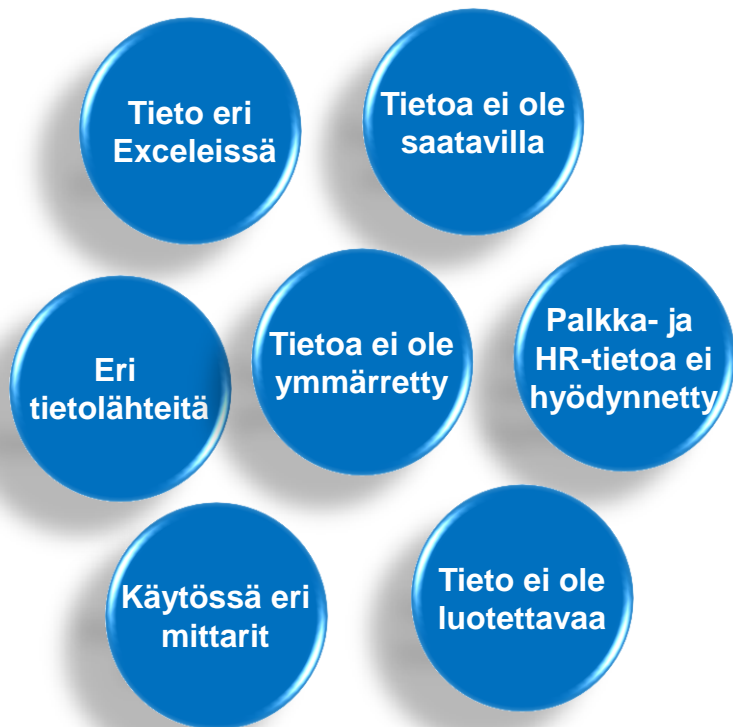 Tieto eri
Exceleissä
Tietoa ei ole
saatavilla
Eri
tietolähteitä
Tietoa ei ole
ymmärretty
Palkka- ja
HR-tietoa ei
hyödynnetty
Käytössä eri
mittarit
Tieto ei ole
luotettavaa